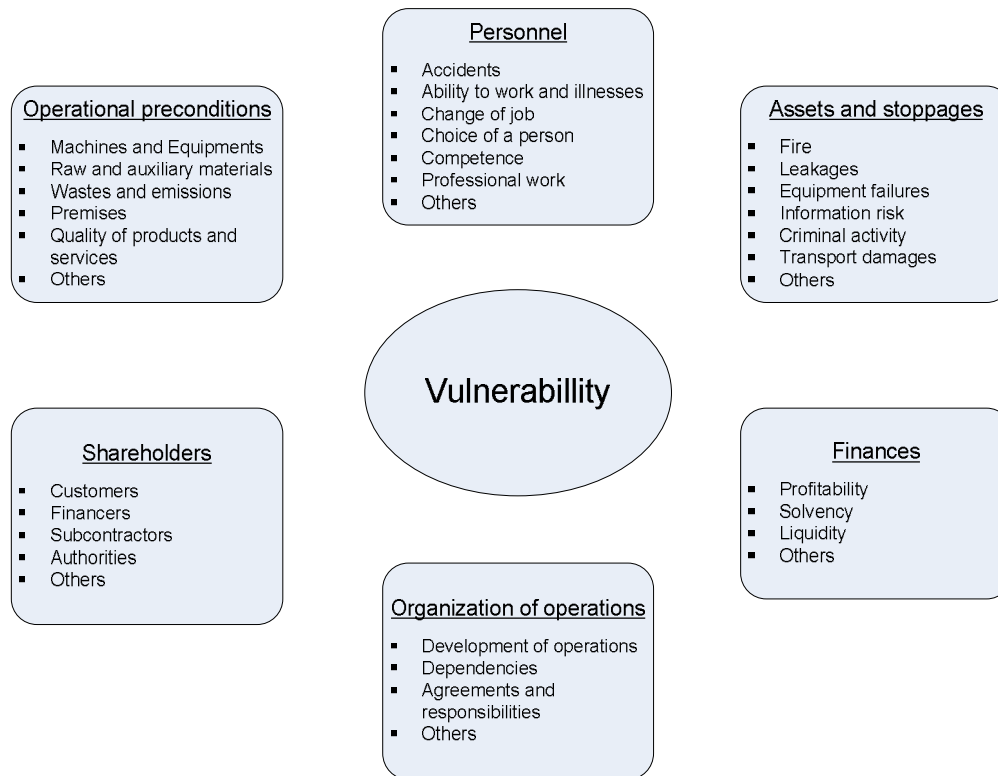 Personnel
▪ Accidents
▪ Ability to work and illnesses
▪ Change of job
▪ Choice of a person
▪ Competence
▪ Professional work
▪ Others
Operational preconditions
▪ Machines and Equipments
▪ Raw and auxiliary materials
▪ Wastes and emissions
▪ Premises
▪ Quality of products and
services
▪ Others
Assets and stoppages
▪ Fire
▪ Leakages
▪ Equipment failures
▪ Information risk
▪ Criminal activity
▪ Transport damages
▪ Others
Vulnerabillity
Shareholders
▪ Customers
▪ Financers
▪ Subcontractors
▪ Authorities
▪ Others
Finances
▪ Profitability
▪ Solvency
▪ Liquidity
▪ Others
Organization of operations
▪ Development of operations
▪ Dependencies
▪ Agreements and
responsibilities
▪ Others